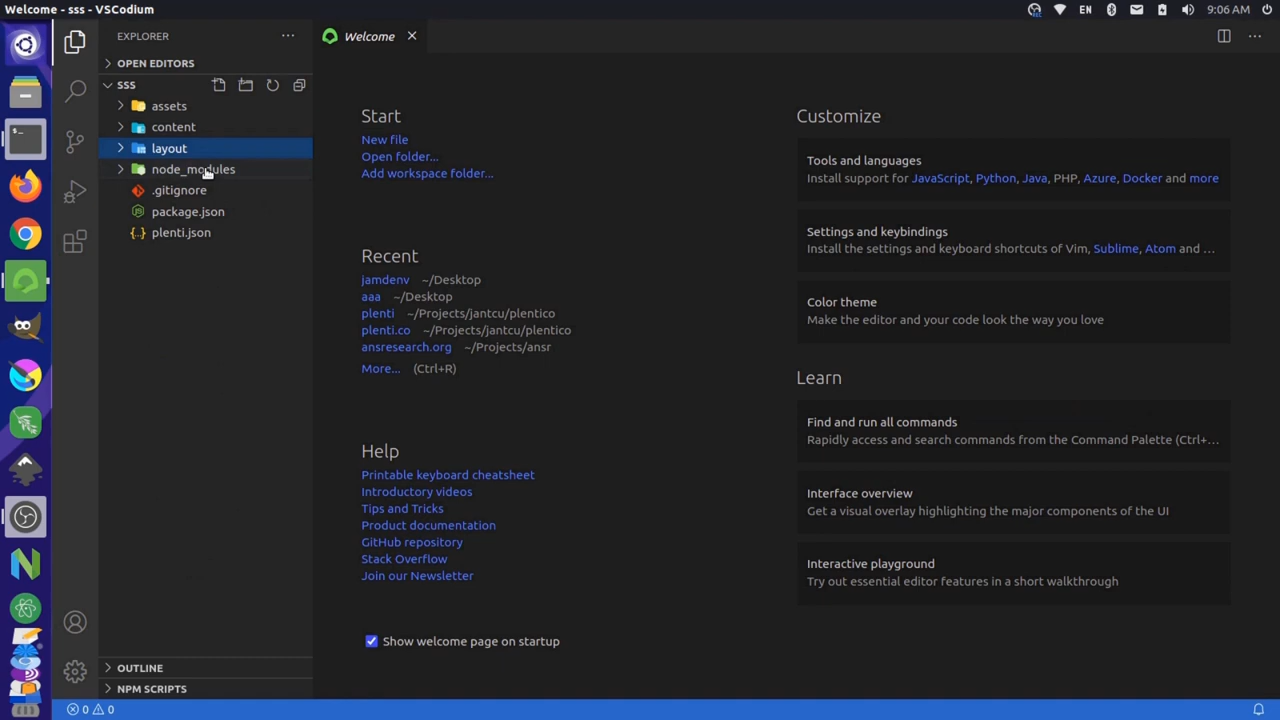 Welcome - sss - VSCodium
EN
9:06 AM
EXPLORER
OPEN EDITORS
SSS
assets
content
layout
node_modules
.gitignore
package.json
plenti.json
OUTLINE
NPM SCRIPTS
Welcome
Start
New file
Open folder...
Add workspace folder...
Recent
jamdenv ~/Desktop
aaa ~/Desktop
plenti ~/Projects/jantcu/plentico
plenti.co ~/Projects/jantcu/plentico
ansresearch.org ~/Projects/ansr
More... (Ctrl+R)
Help
Printable keyboard cheatsheet
Introductory videos
Tips and Tricks
Product documentation
GitHub repository
Stack Overflow
Join our Newsletter
Show welcome page on startup
Customize
Tools and languages
Install support for JavaScript, Python, Java, PHP, Azure, Docker and more
Settings and keybindings
Install the settings and keyboard shortcuts of Vim, Sublime, Atom and ...
Color theme
Make the editor and your code look the way you love
Learn
Find and run all commands
Rapidly access and search commands from the Command Palette (Ctrl+...
Interface overview
Get a visual overlay highlighting the major components of the UI
Interactive playground
Try out essential editor features in a short walkthrough
0 0